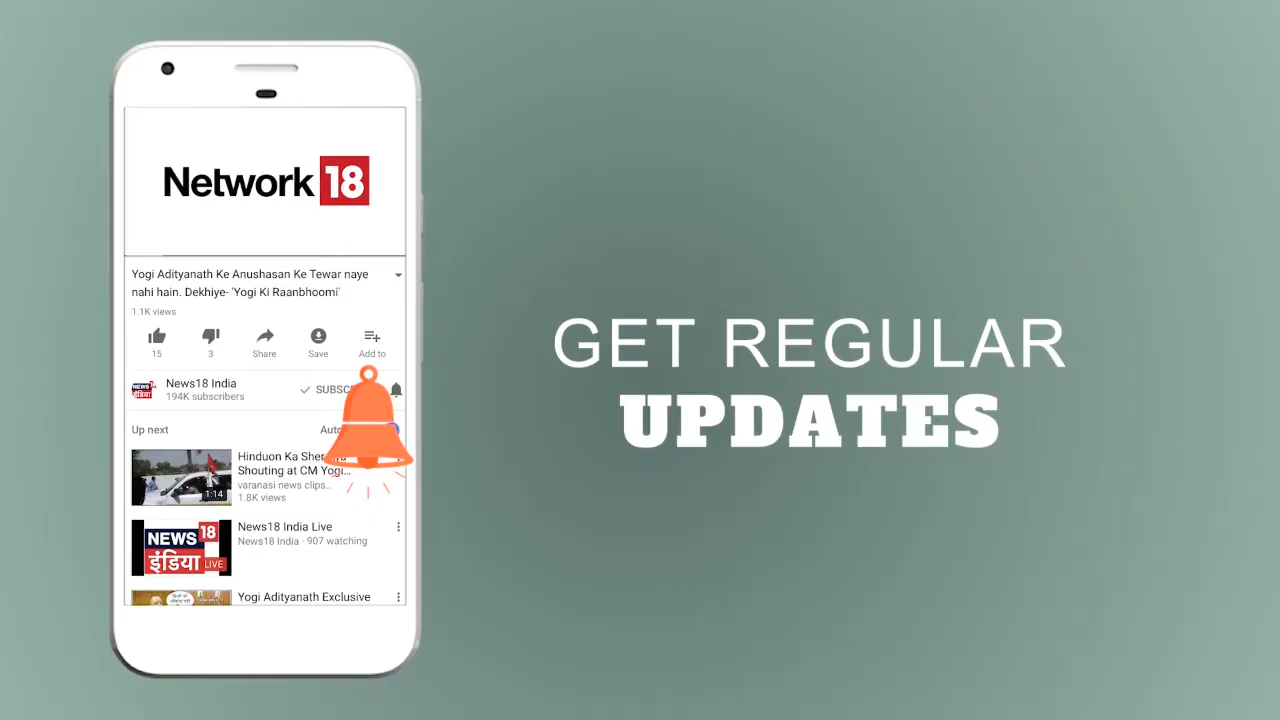 Network 18
Yogi Adityanath Ke Anushasan Ke Tewar naye
nahi hain. Dekhiye- 'Yogi Ki Raanbhoomi'
1.1K views
15
3
Share
Save
Add to
NEWS 18
इंडिया
News18 India
194K subscribers
Up next
1:14
Hinduon Ka
Shouting at CM Yogi...
varanasi news clips...
1.8K views
NEWS 18
इंडिया LIVE
News18 India Live
News18 India · 907 watching
Yogi Adityanath Exclusive
GET REGULAR
UPDATES